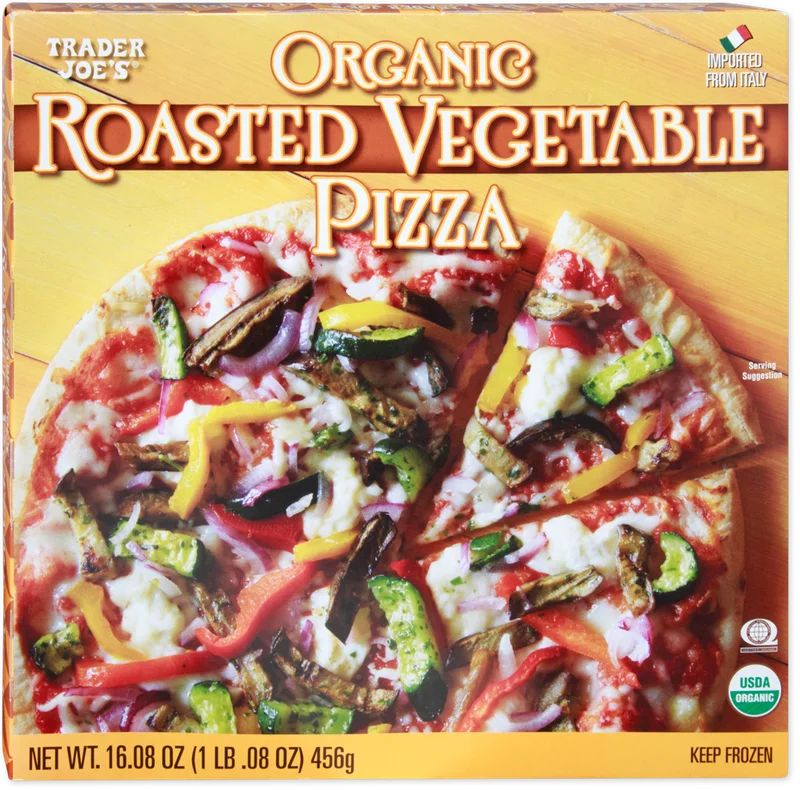 TRADER
JOE'S®
ORGANIC
ROASTED VEGETABLE
PIZZA
IMPORTED
FROM ITALY
Serving
Suggestion
USDA
ORGANIC
NET WT. 16.08 OZ (1 LB .08 OZ) 456g
KEEP FROZEN